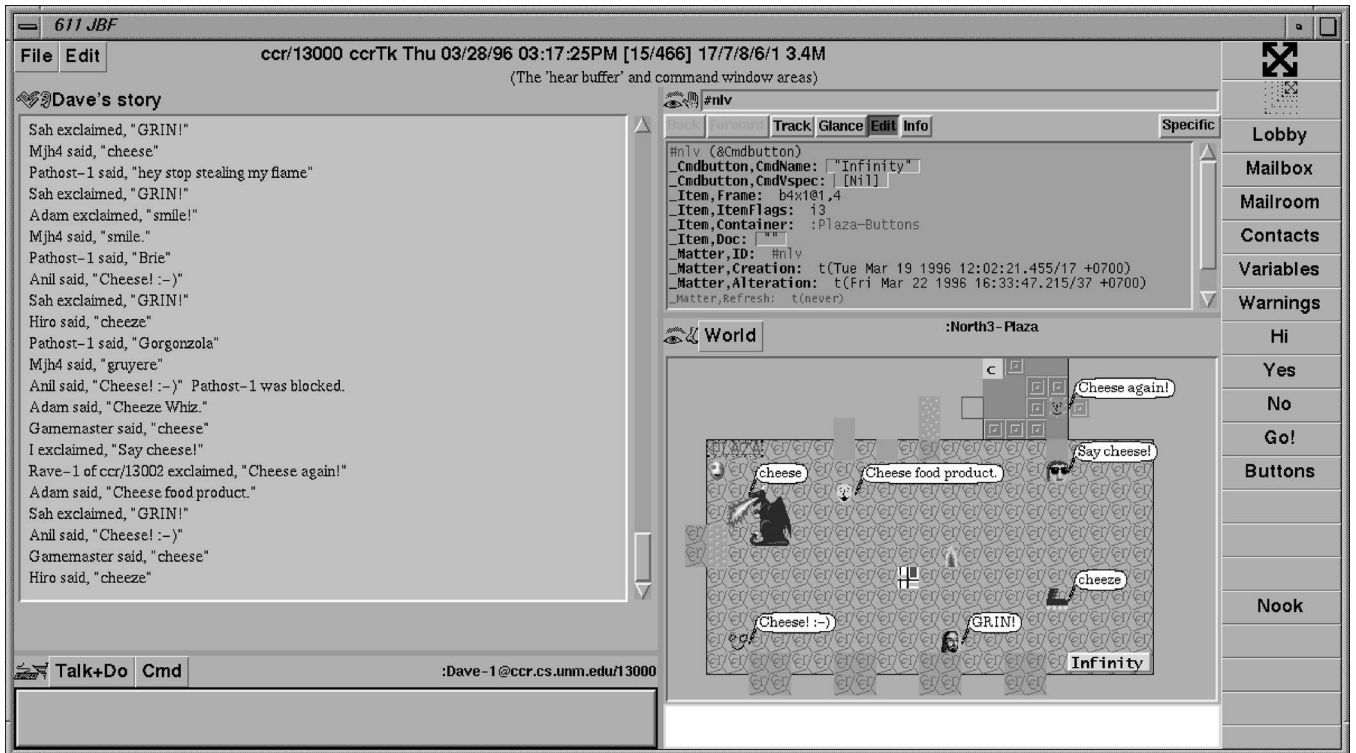 611 JBF
File Edit
ccr/13000 ccrTk Thu 03/28/96 03:17:25PM [15/466] 17/7/8/6/1 3.4M
(The 'hear buffer' and command window areas)
Dave's story
Sah exclaimed, "GRIN!"
Mjh4 said, "cheese"
Pathost-1 said, "hey stop stealing my flame"
Sah exclaimed, "GRIN!"
Adam exclaimed, "smile!"
Mjh4 said, "smile."
Pathost-1 said, "Brie"
Anil said, "Cheese! :-)"
Sah exclaimed, "GRIN!"
Hiro said, "cheeze"
Pathost-1 said, "Gorgonzola"
Mjh4 said, "gruyere"
Anil said, "Cheese! :-)" Pathost-1 was blocked.
Adam said, "Cheeze Whiz."
Gamemaster said, "cheese"
I exclaimed, "Say cheese!"
Rave-1 of ccr/13002 exclaimed, "Cheese again!"
Adam said, "Cheese food product."
Sah exclaimed, "GRIN!"
Anil said, "Cheese! :-)"
Gamemaster said, "cheese"
Hiro said, "cheeze"
Talk+Do Cmd
:Dave-1@ccr.cs.unm.edu/13000
#nlv
Back Forward Track Glance Edit Info Specific
#nlv (&Cmdbutton)
_Cmdbutton,CmdName: "Infinity"
_Cmdbutton,CmdVspec: [Nil]
_Item,Frame: b4x1@1,4
_Item,ItemFlags: i3
_Item,Container: :Plaza-Buttons
_Item,Doc: ""
_Matter,ID: #nlv
_Matter,Creation: t(Tue Mar 19 1996 12:02:21.455/17 +0700)
_Matter,Alteration: t(Fri Mar 22 1996 16:33:47.215/37 +0700)
_Matter,Refresh: t(never)
World
:North3-Plaza
C
Cheese again!
PLAZA
Say cheese!
cheese
Cheese food product.
cheeze
Cheese! :-)
GRIN!
Infinity
Lobby
Mailbox
Mailroom
Contacts
Variables
Warnings
Hi
Yes
No
Go!
Buttons
Nook